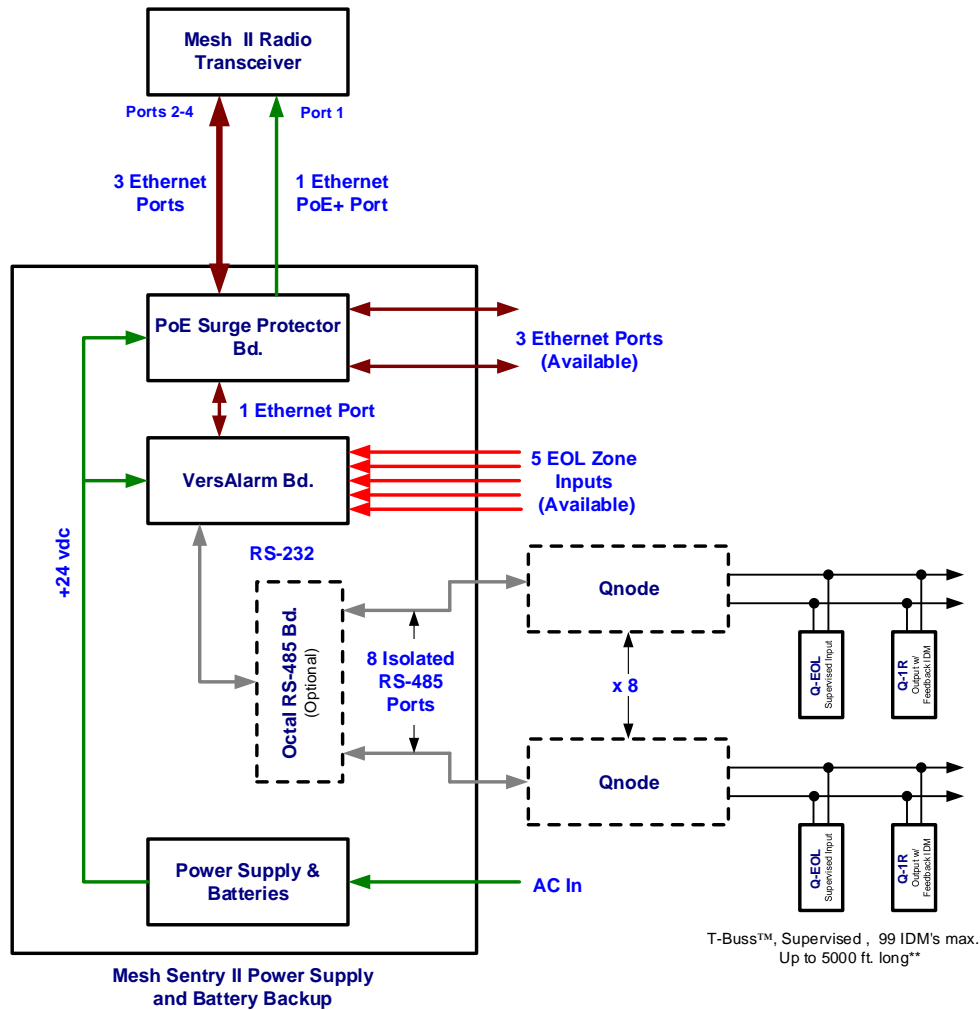 Mesh II Radio
Transceiver
Ports 2-4
Port 1
3 Ethernet
Ports
1 Ethernet
PoE+ Port
PoE Surge Protector
Bd.
3 Ethernet Ports
(Available)
1 Ethernet Port
VersAlarm Bd.
5 EOL Zone
Inputs
(Available)
+24 vdc
RS-232
Octal RS-485 Bd.
(Optional)
8 Isolated
RS-485
Ports
Qnode
Q-EOL
Supervised Input
Q-1R
Output w/
Feedback IDM
x 8
Qnode
Q-EOL
Supervised Input
Q-1R
Output w/
Feedback IDM
Power Supply &
Batteries
AC In
T-Buss™, Supervised , 99 IDM's max.
Up to 5000 ft. long**
Mesh Sentry II Power Supply
and Battery Backup